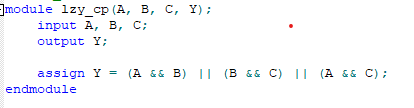 module lzy_cp(A, B, C, Y);
input A, B, C;
output Y;
assign Y = (A && B) || (B && C) || (A && C);
endmodule